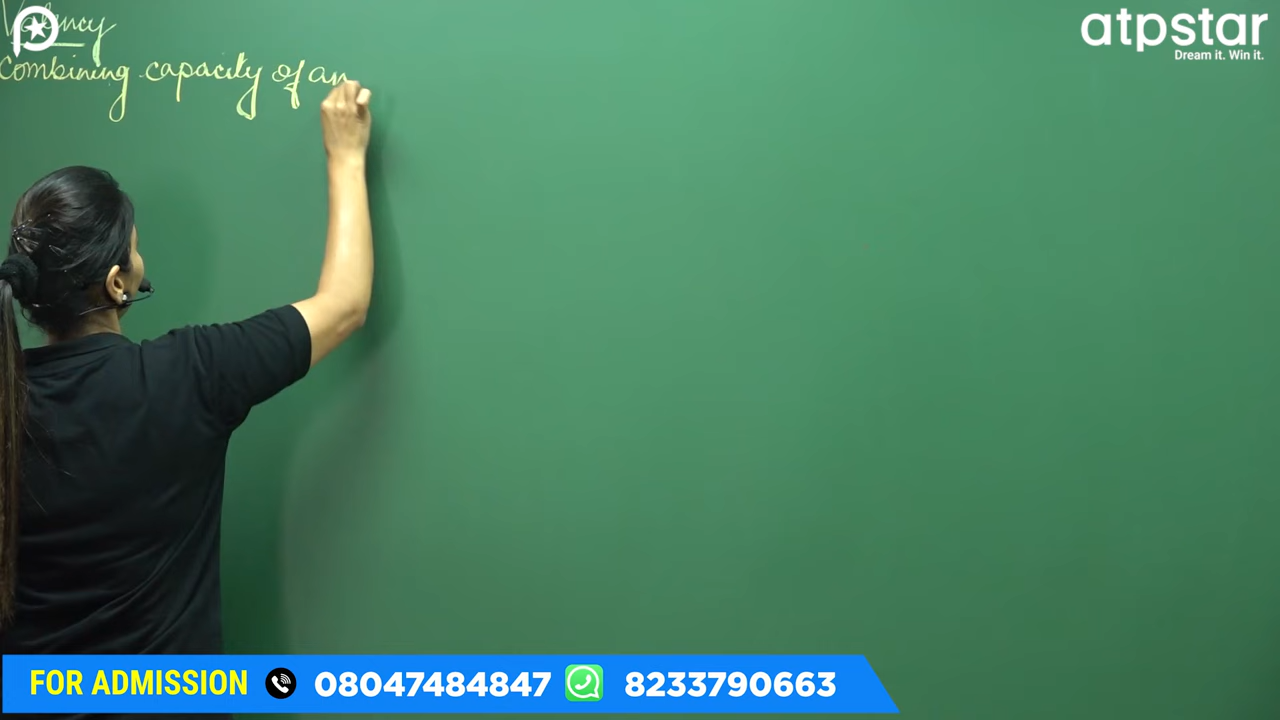 Valency
Combining capacity of an
atpstar
Dream it. Win it.
FOR ADMISSION 08047484847 8233790663